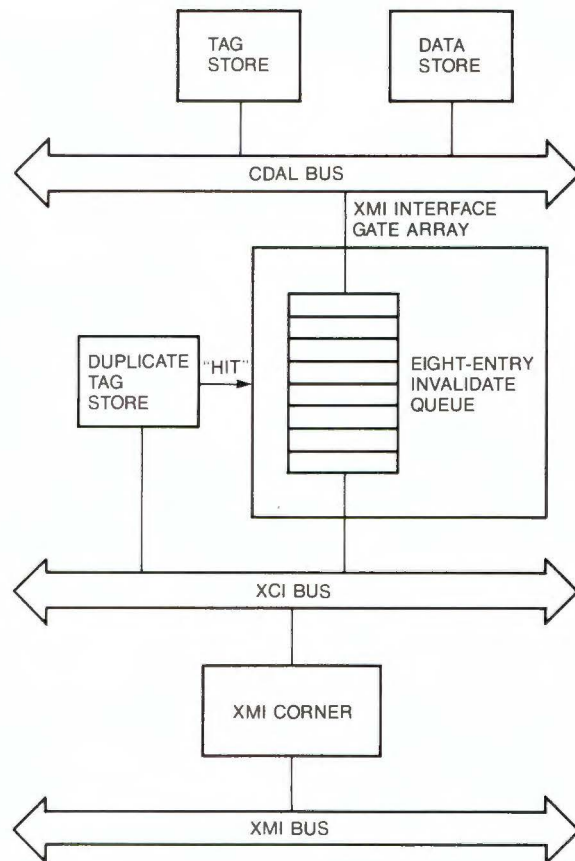 TAG
STORE
DATA
STORE
CDAL BUS
XMI INTERFACE
GATE ARRAY
DUPLICATE
TAG
STORE
"HIT"
EIGHT-ENTRY
INVALIDATE
QUEUE
XCI BUS
XMI CORNER
XMI BUS